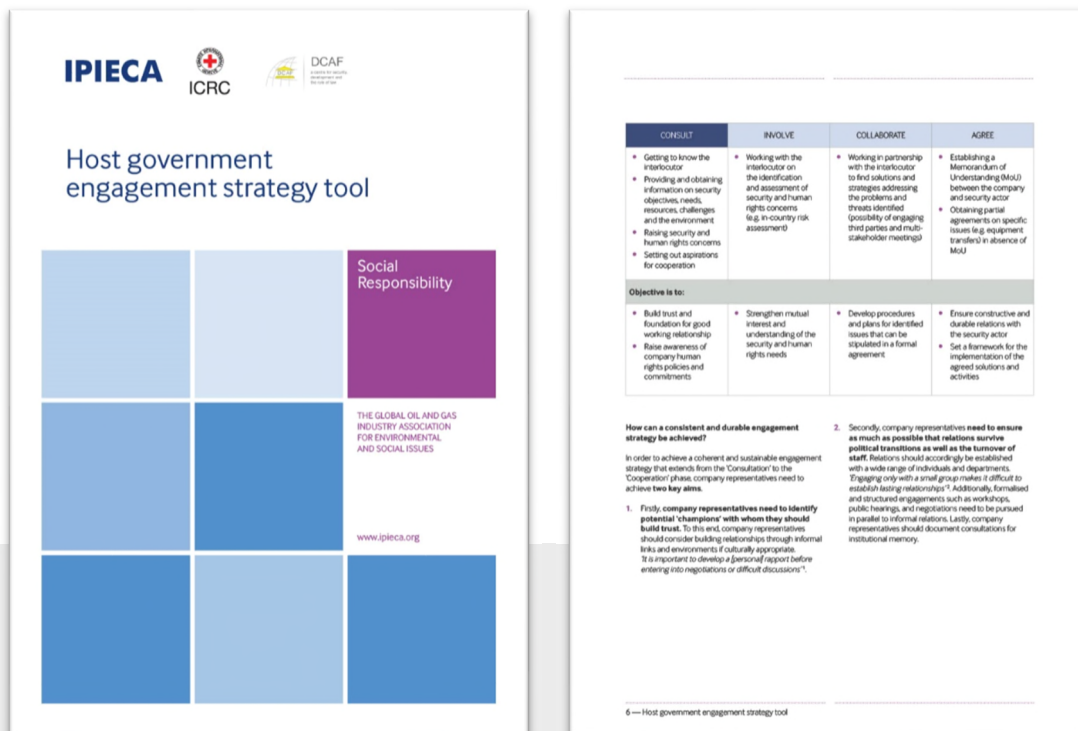 IPIECA
ICRC
DCAF
Host government
engagement strategy tool
Social
Responsibility
THE GLOBAL OIL AND GAS
INDUSTRY ASSOCIATION
FOR ENVIRONMENTAL
AND SOCIAL ISSUES
www.ipieca.org
CONSULT
• Getting to know the
interlocutor
• Providing and obtaining
information on security
objectives, needs,
resources, challenges
and the environment
• Raising security and
human rights concerns
• Setting out aspirations
for cooperation
INVOLVE
• Working with the
interlocutor on
the identification
and assessment of
security and human
rights concerns
(e.g. in-country risk
assessment)
COLLABORATE
• Working in partnership
with the interlocutor
to find solutions and
strategies addressing
the problems and
threats identified
(possibility of engaging
third parties and multi-
stakeholder meetings)
AGREE
• Establishing a
Memorandum of
Understanding (MoU)
between the company
and security actor
• Obtaining partial
agreements on specific
issues (e.g. equipment
transfers) in absence of
MoU
Objective is to:
• Build trust and
foundation for good
working relationship
• Raise awareness of
company human
rights policies and
commitments
• Strengthen mutual
interest and
understanding of the
security and human
rights needs
• Develop procedures
and plans for identified
issues that can be
stipulated in a formal
agreement
• Ensure constructive and
durable relations with
the security actor
• Set a framework for the
implementation of the
agreed solutions and
activities
How can a consistent and durable engagement
strategy be achieved?
In order to achieve a coherent and sustainable engagement
strategy that extends from the 'Consultation' to the
'Cooperation' phase, company representatives need to
achieve two key aims.
1. Firstly, company representatives need to identify
potential 'champions' with whom they should
build trust. To this end, company representatives
should consider building relationships through informal
links and environments if culturally appropriate.
'It is important to develop a [personal] rapport before
entering into negotiations or difficult discussions'¹.
2. Secondly, company representatives need to ensure
as much as possible that relations survive
political transitions as well as the turnover of
staff. Relations should accordingly be established
with a wide range of individuals and departments.
'Engaging only with a small group makes it difficult to
establish lasting relationships'². Additionally, formalised
and structured engagements such as workshops,
public hearings, and negotiations need to be pursued
in parallel to informal relations. Lastly, company
representatives should document consultations for
institutional memory.
6 — Host government engagement strategy tool